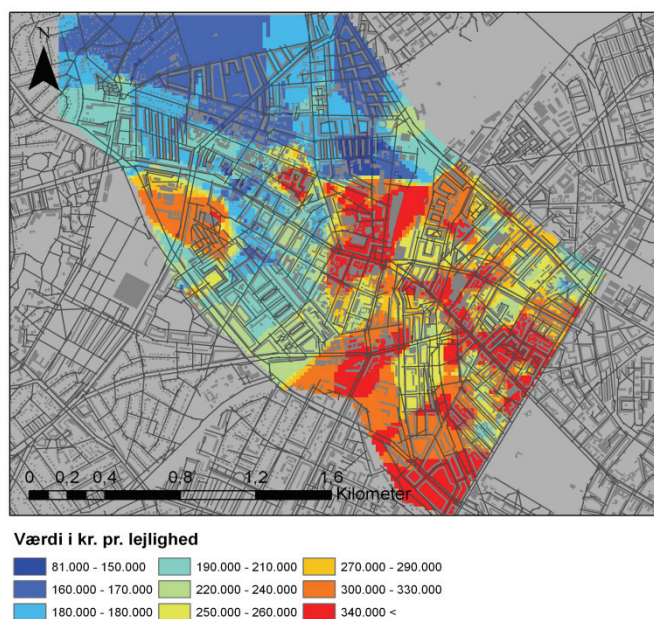 N
0 0,2 0,4 0,8 1,2 1,6
Kilometer
Værdi i kr. pr. lejlighed
81.000 - 150.000 190.000 - 210.000 270.000 - 290.000
160.000 - 170.000 220.000 - 240.000 300.000 - 330.000
180.000 - 180.000 250.000 - 260.000 340.000 <